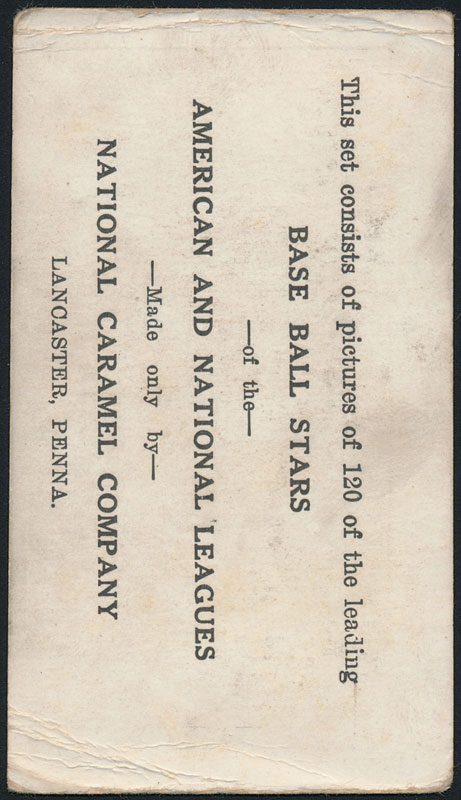 This set consists of pictures of 120 of the leading
BASE BALL STARS
—of the—
AMERICAN AND NATIONAL LEAGUES
—Made only by—
NATIONAL CARAMEL COMPANY
LANCASTER, PENNA.